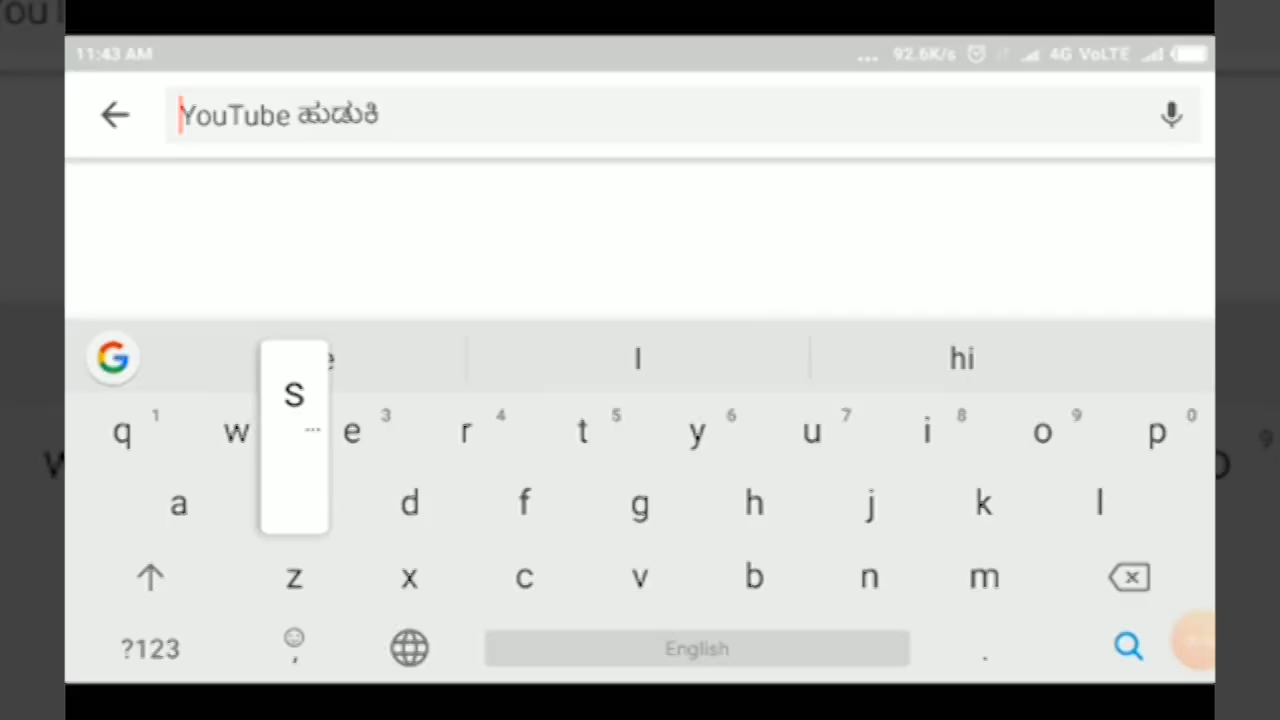 11:43 AM ... 92.6K/s 4G VoLTE
YouTube ಹುಡುಕಿ
I hi
S
q 1 w e 3 r 4 t 5 y 6 u 7 i 8 o 9 p 0
a d f g h j k l
z x c v b n m
?123 , English .